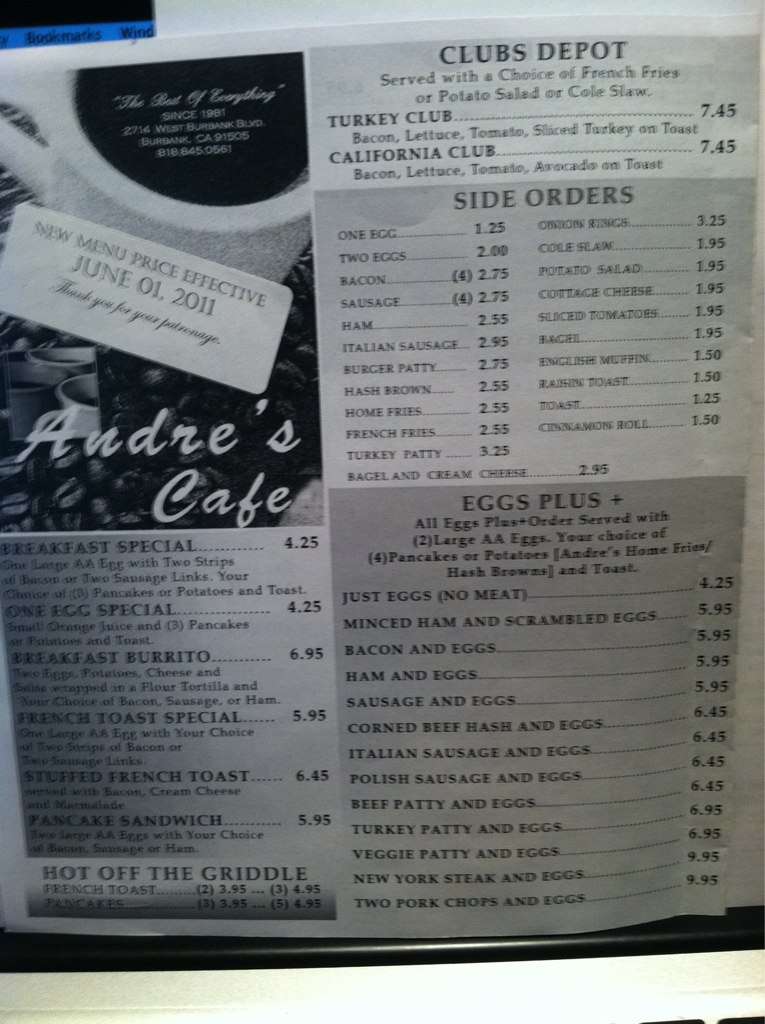 Bookmarks Wind
"The Best Of Everything"
SINCE 1981
2714 WEST BURBANK BLVD.
BURBANK, CA 91505
818.845.0561
NEW MENU PRICE EFFECTIVE
JUNE 01, 2011
Thank you for your patronage.
Andre's
Cafe
BREAKFAST SPECIAL............ 4.25
One Large AA Egg with Two Strips
of Bacon or Two Sausage Links. Your
Choice of (3) Pancakes or Potatoes and Toast.
ONE EGG SPECIAL................... 4.25
Small Orange Juice and (3) Pancakes
or Potatoes and Toast.
BREAKFAST BURRITO............ 6.95
Two Eggs, Potatoes, Cheese and
Salsa wrapped in a Flour Tortilla and
Your Choice of Bacon, Sausage, or Ham.
FRENCH TOAST SPECIAL...... 5.95
One Large AA Egg with Your Choice
of Two Strips of Bacon or
Two Sausage Links.
STUFFED FRENCH TOAST...... 6.45
served with Bacon, Cream Cheese
and Marmalade
PANCAKE SANDWICH............ 5.95
Two Large AA Eggs with Your Choice
of Bacon, Sausage or Ham.
HOT OFF THE GRIDDLE
FRENCH TOAST.........(2) 3.95 ... (3) 4.95
PANCAKES.................(3) 3.95 ... (5) 4.95
CLUBS DEPOT
Served with a Choice of French Fries
or Potato Salad or Cole Slaw.
TURKEY CLUB.................... 7.45
Bacon, Lettuce, Tomato, Sliced Turkey on Toast
CALIFORNIA CLUB.................... 7.45
Bacon, Lettuce, Tomato, Avocado on Toast
SIDE ORDERS
ONE EGG.................... 1.25
TWO EGGS.................... 2.00
BACON....................(4) 2.75
SAUSAGE....................(4) 2.75
HAM.................... 2.55
ITALIAN SAUSAGE... 2.95
BURGER PATTY......... 2.75
HASH BROWN...... 2.55
HOME FRIES............ 2.55
FRENCH FRIES......... 2.55
TURKEY PATTY ...... 3.25
BAGEL AND CREAM CHEESE............2.95
ONION RINGS.................... 3.25
COLE SLAW.................... 1.95
POTATO SALAD............ 1.95
COTTAGE CHEESE......... 1.95
SLICED TOMATOES......... 1.95
BAGEL.................... 1.95
ENGLISH MUFFIN......... 1.50
RAISIN TOAST............ 1.50
TOAST.................... 1.25
CINNAMON ROLL......... 1.50
EGGS PLUS +
All Eggs Plus+Order Served with
(2)Large AA Eggs. Your choice of
(4)Pancakes or Potatoes [Andre's Home Fries/
Hash Browns] and Toast.
JUST EGGS (NO MEAT).................... 4.25
MINCED HAM AND SCRAMBLED EGGS...... 5.95
BACON AND EGGS.................... 5.95
HAM AND EGGS.................... 5.95
SAUSAGE AND EGGS.................... 5.95
CORNED BEEF HASH AND EGGS............ 6.45
ITALIAN SAUSAGE AND EGGS............ 6.45
POLISH SAUSAGE AND EGGS............ 6.45
BEEF PATTY AND EGGS.................... 6.45
TURKEY PATTY AND EGGS.................... 6.95
VEGGIE PATTY AND EGGS.................... 6.95
NEW YORK STEAK AND EGGS............ 9.95
TWO PORK CHOPS AND EGGS............ 9.95